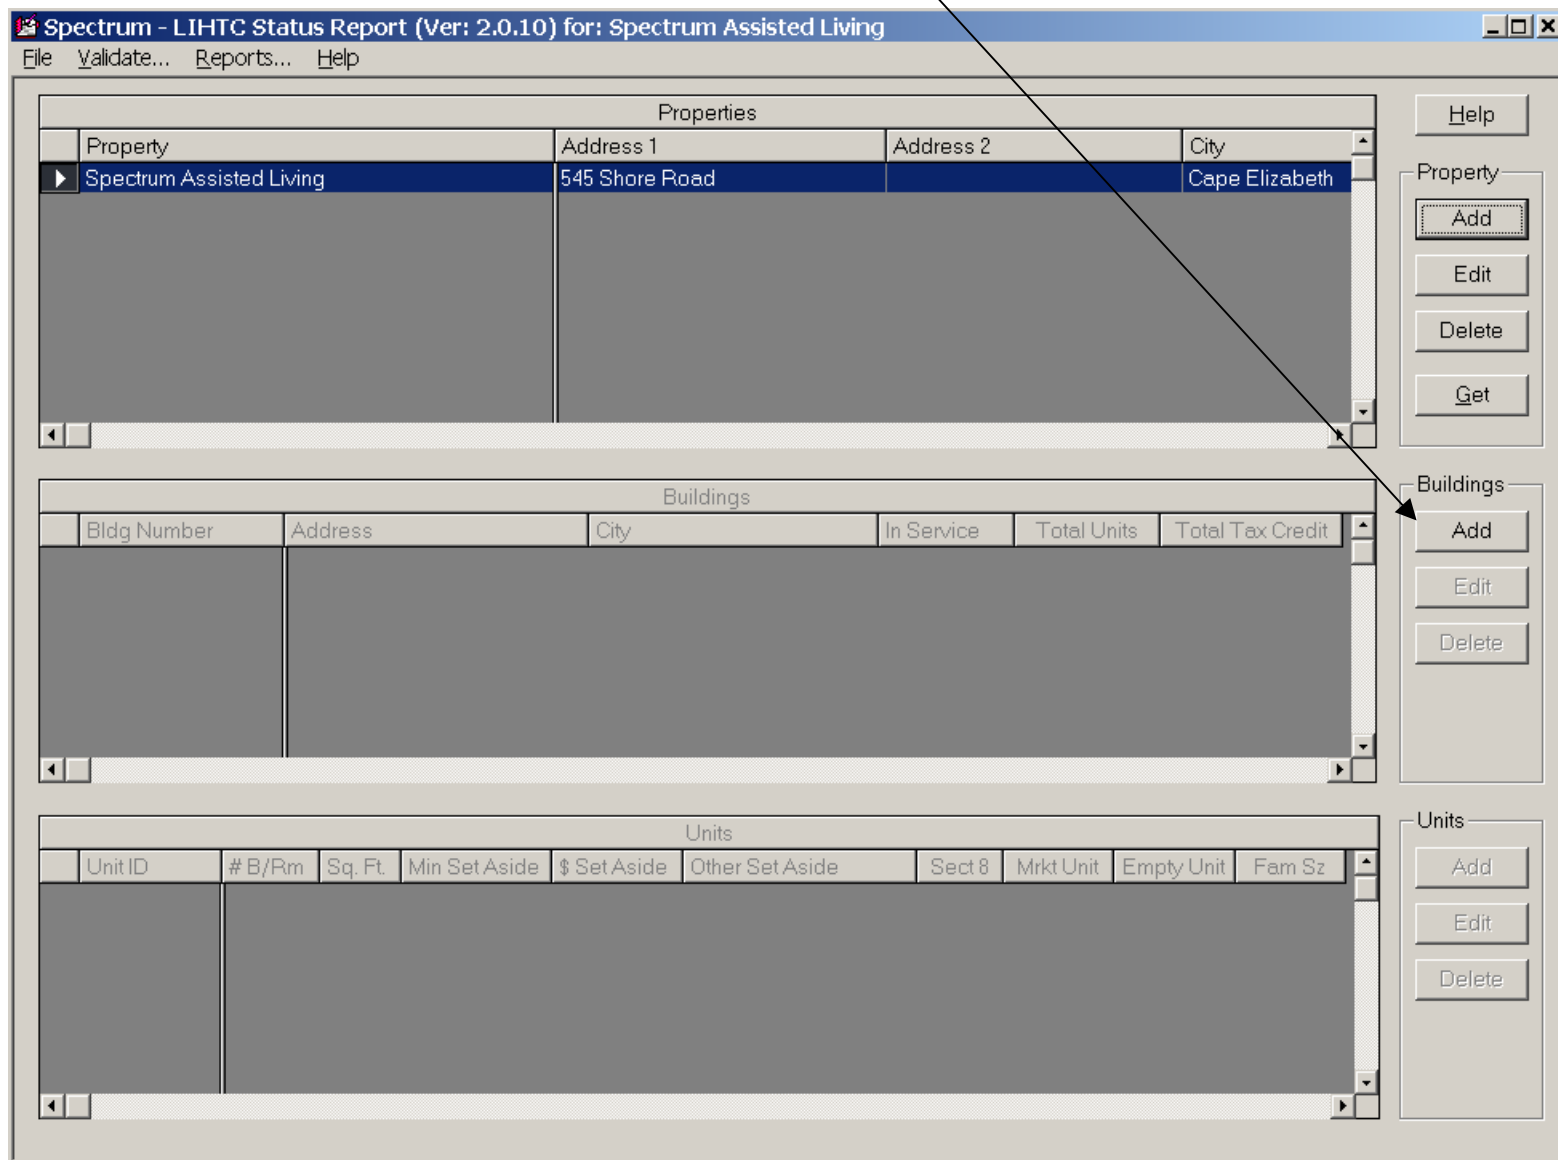 Spectrum - LIHTC Status Report (Ver: 2.0.10) for: Spectrum Assisted Living
File Validate... Reports... Help
Properties
Property Address 1 Address 2 City
Spectrum Assisted Living 545 Shore Road Cape Elizabeth
Help
Property
Add
Edit
Delete
Get
Buildings
Bldg Number Address City In Service Total Units Total Tax Credit
Buildings
Add
Edit
Delete
Units
Unit ID # B/Rm Sq. Ft. Min Set Aside $ Set Aside Other Set Aside Sect 8 Mrkt Unit Empty Unit Fam Sz
Units
Add
Edit
Delete